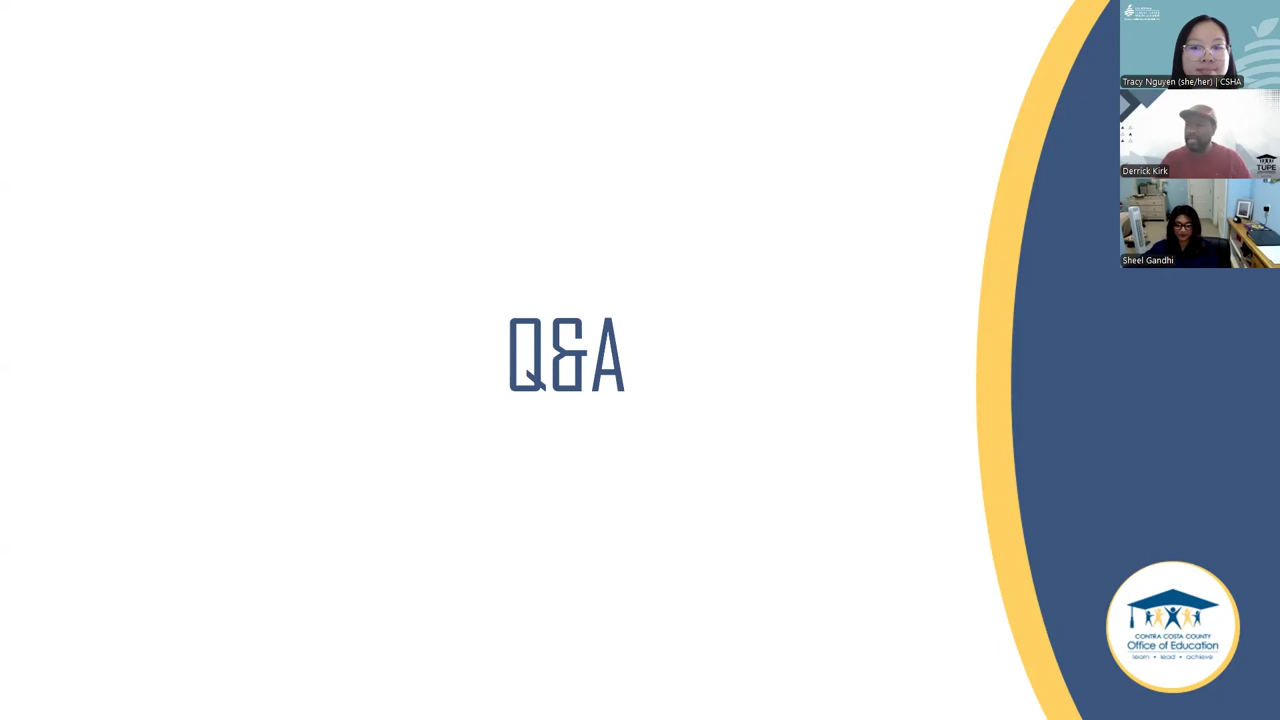 Q&A
Tracy Nguyen (she/her) | CSHA
Derrick Kirk
TUPE
Sheel Gandhi
CONTRA COSTA COUNTY
Office of Education
learn • lead • achieve